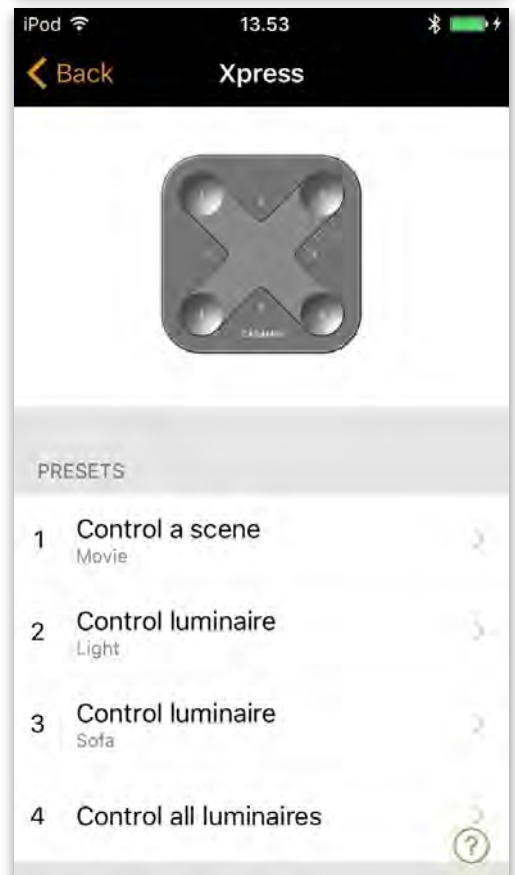 iPod 13.53
Back Xpress
PRESETS
1 Control a scene
Movie
2 Control luminaire
Light
3 Control luminaire
Sofa
4 Control all luminaires
?